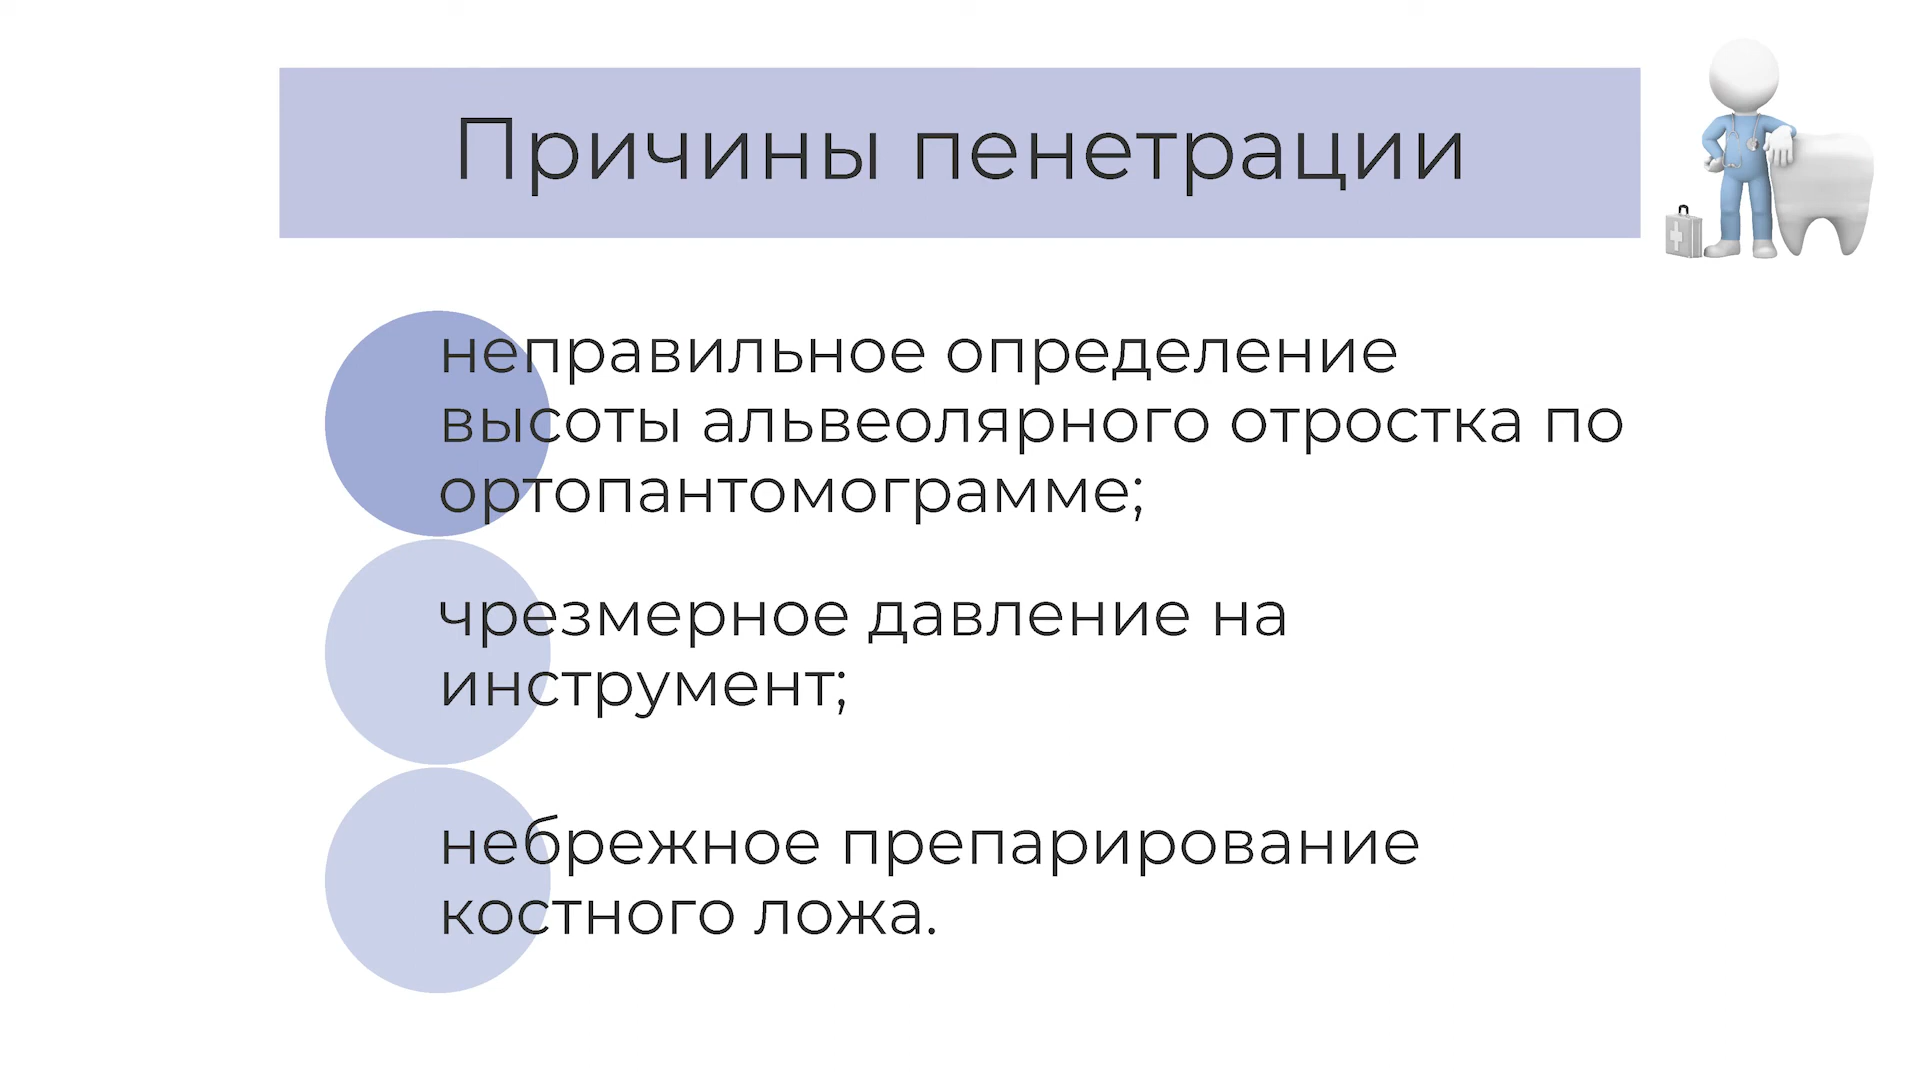 Причины пенетрации
неправильное определение
высоты альвеолярного отростка по
ортопантомограмме;
чрезмерное давление на
инструмент;
небрежное препарирование
костного ложа.